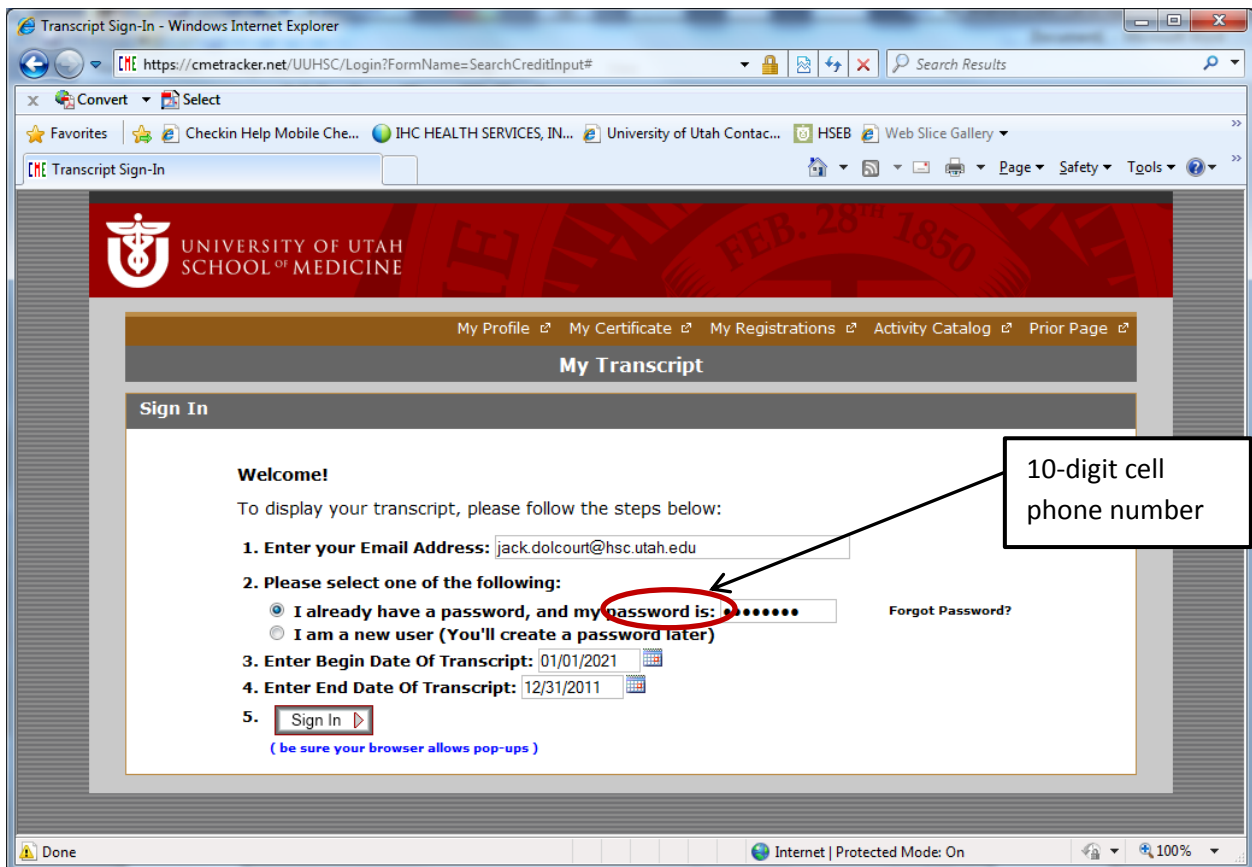 Transcript Sign-In - Windows Internet Explorer
https://cmetracker.net/UUHSC/Login?FormName=SearchCreditInput#
Search Results
x Convert Select
Favorites Checkin Help Mobile Che... IHC HEALTH SERVICES, IN... University of Utah Contac... HSEB Web Slice Gallery
CME Transcript Sign-In
Page Safety Tools
FEB. 28TH 1850
UNIVERSITY OF UTAH
SCHOOL OF MEDICINE
My Profile My Certificate My Registrations Activity Catalog Prior Page
My Transcript
Sign In
10-digit cell
phone number
Welcome!
To display your transcript, please follow the steps below:
1. Enter your Email Address: jack.dolcourt@hsc.utah.edu
2. Please select one of the following:
I already have a password, and my password is: •••••••• Forgot Password?
I am a new user (You'll create a password later)
3. Enter Begin Date Of Transcript: 01/01/2021
4. Enter End Date Of Transcript: 12/31/2011
5. Sign In
( be sure your browser allows pop-ups )
Done Internet | Protected Mode: On 100%